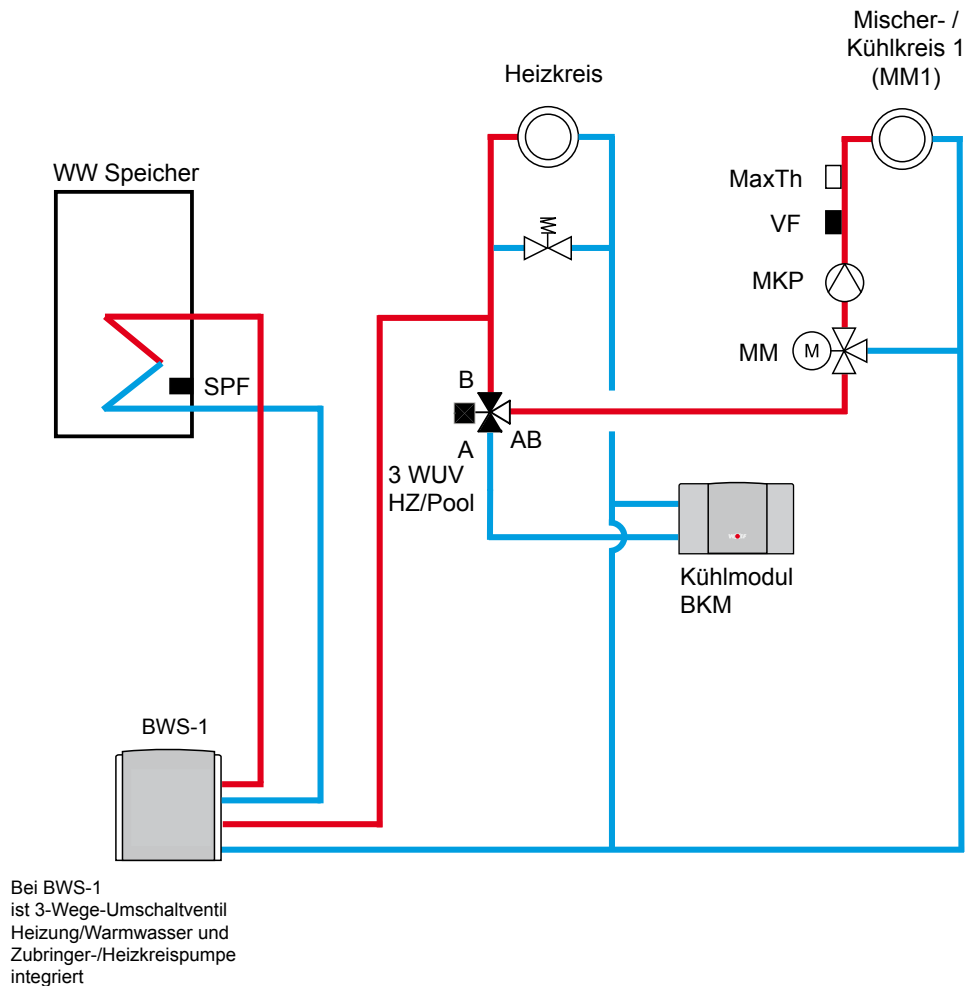 Mischer- /
Kühlkreis 1
(MM1)
Heizkreis
WW Speicher
MaxTh
VF
MKP
MM
M
SPF
B
A
AB
3 WUV
HZ/Pool
Kühlmodul
BKM
BWS-1
Bei BWS-1
ist 3-Wege-Umschaltventil
Heizung/Warmwasser und
Zubringer-/Heizkreispumpe
integriert